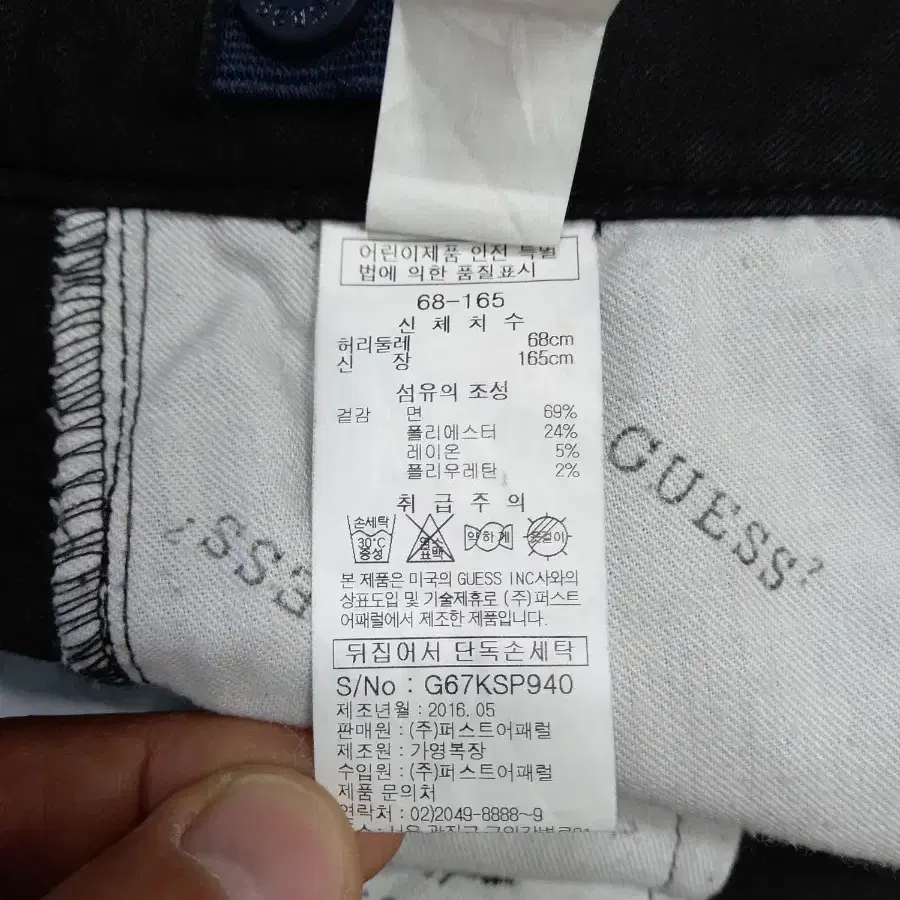 어린이제품 안전 특별
법에 의한 품질표시
68-165
신 체 치 수
허리둘레 68cm
신 장 165cm
섬유의 조성
겉감 면 69%
폴리에스터 24%
레이온 5%
폴리우레탄 2%
취 급 주 의
손세탁 30°C 중성 염소 표백 약하게 옷걸이
본 제품은 미국의 GUESS INC사와의
상표도입 및 기술제휴로 (주)퍼스트
어패럴에서 제조한 제품입니다.
뒤집어서 단독손세탁
S/No : G67KSP940
제조년월 : 2016.05
판매원 : (주)퍼스트어패럴
제조원 : 가영복장
수입원 : (주)퍼스트어패럴
제품 문의처
연락처 : 02)2049-8888~9
GUESS?
ESS?